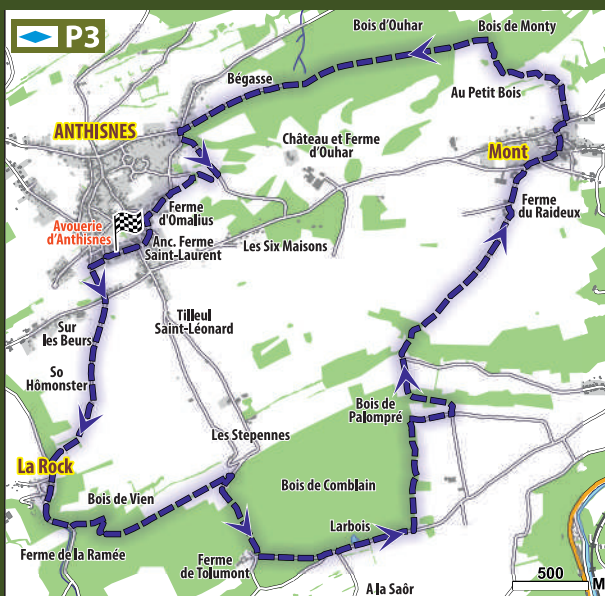 P3
Bois d'Ouhar
Bois de Monty
Bégasse
Au Petit Bois
ANTHISNES
Château et Ferme
d'Ouhar
Mont
Ferme
d'Omalius
Ferme
du Raideux
Avouerie
d'Anthisnes
Anc. Ferme
Saint-Laurent
Les Six Maisons
Sur
les Beurs
Tilleul
Saint-Léonard
So
Hômonster
Bois de
Palompré
Les Stepennes
La Rock
Bois de Vien
Bois de Comblain
Larbois
Ferme de la Ramée
Ferme
de Tolumont
A la Saôr
500
M